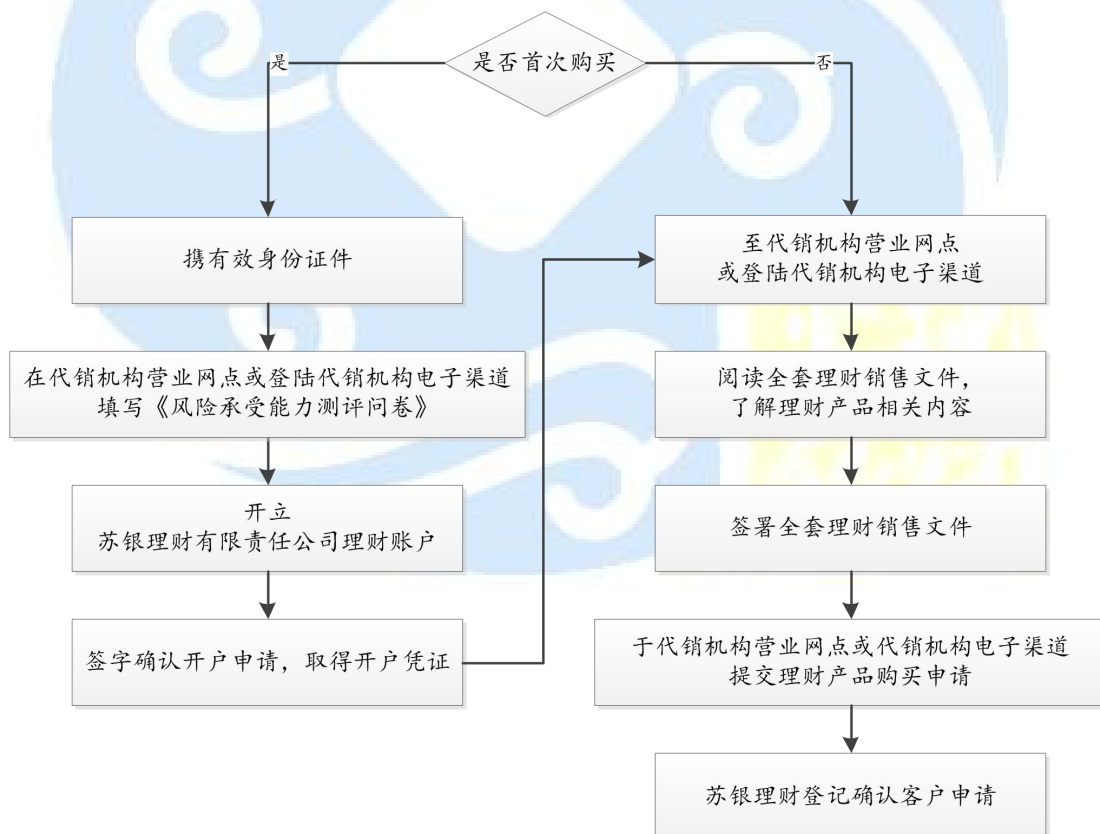 是否首次购买
是
否
携有效身份证件
在代销机构营业网点或登陆代销机构电子渠道
填写《风险承受能力测评问卷》
开立
苏银理财有限责任公司理财账户
签字确认开户申请，取得开户凭证
至代销机构营业网点
或登陆代销机构电子渠道
阅读全套理财销售文件，
了解理财产品相关内容
签署全套理财销售文件
于代销机构营业网点或代销机构电子渠道
提交理财产品购买申请
苏银理财登记确认客户申请